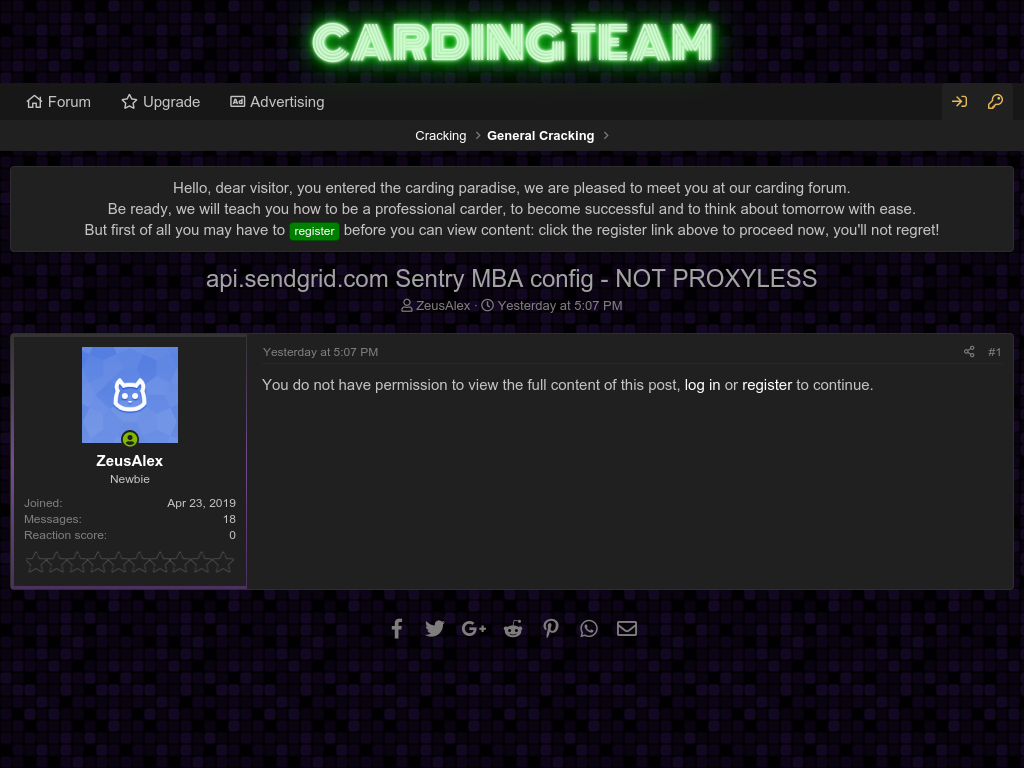 CARDING TEAM
Forum
Upgrade
Advertising
Cracking
General Cracking
Hello, dear visitor, you entered the carding paradise, we are pleased to meet you at our carding forum.
Be ready, we will teach you how to be a professional carder, to become successful and to think about tomorrow with ease.
But first of all you may have to register before you can view content: click the register link above to proceed now, you'll not regret!
api.sendgrid.com Sentry MBA config - NOT PROXYLESS
ZeusAlex · Yesterday at 5:07 PM
Yesterday at 5:07 PM
#1
You do not have permission to view the full content of this post, log in or register to continue.
ZeusAlex
Newbie
Joined: Apr 23, 2019
Messages: 18
Reaction score: 0